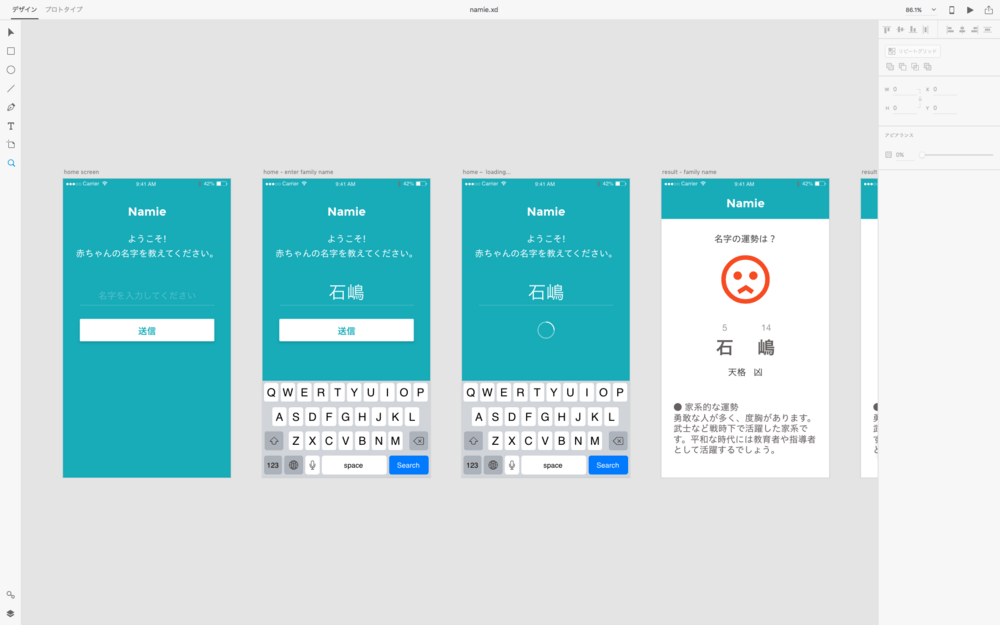 デザイン プロトタイプ
namie.xd
86.1%
リピートグリッド
W 0 X 0
H 0 Y 0
アピアランス
0%
home screen
Carrier 9:41 AM 42%
Namie
ようこそ!
赤ちゃんの名字を教えてください。
名字を入力してください
送信
home - enter family name
Carrier 9:41 AM 42%
Namie
ようこそ!
赤ちゃんの名字を教えてください。
石嶋
送信
Q W E R T Y U I O P
A S D F G H J K L
Z X C V B N M
123 space Search
home - loading...
Carrier 9:41 AM 42%
Namie
ようこそ!
赤ちゃんの名字を教えてください。
石嶋
Q W E R T Y U I O P
A S D F G H J K L
Z X C V B N M
123 space Search
result - family name
Carrier 9:41 AM 42%
Namie
名字の運勢は？
5 14
石 嶋
天格 凶
● 家系的な運勢
勇敢な人が多く、度胸があります。
武士など戦時下で活躍した家系で
す。平和な時代には教育者や指導者
として活躍するでしょう。
result